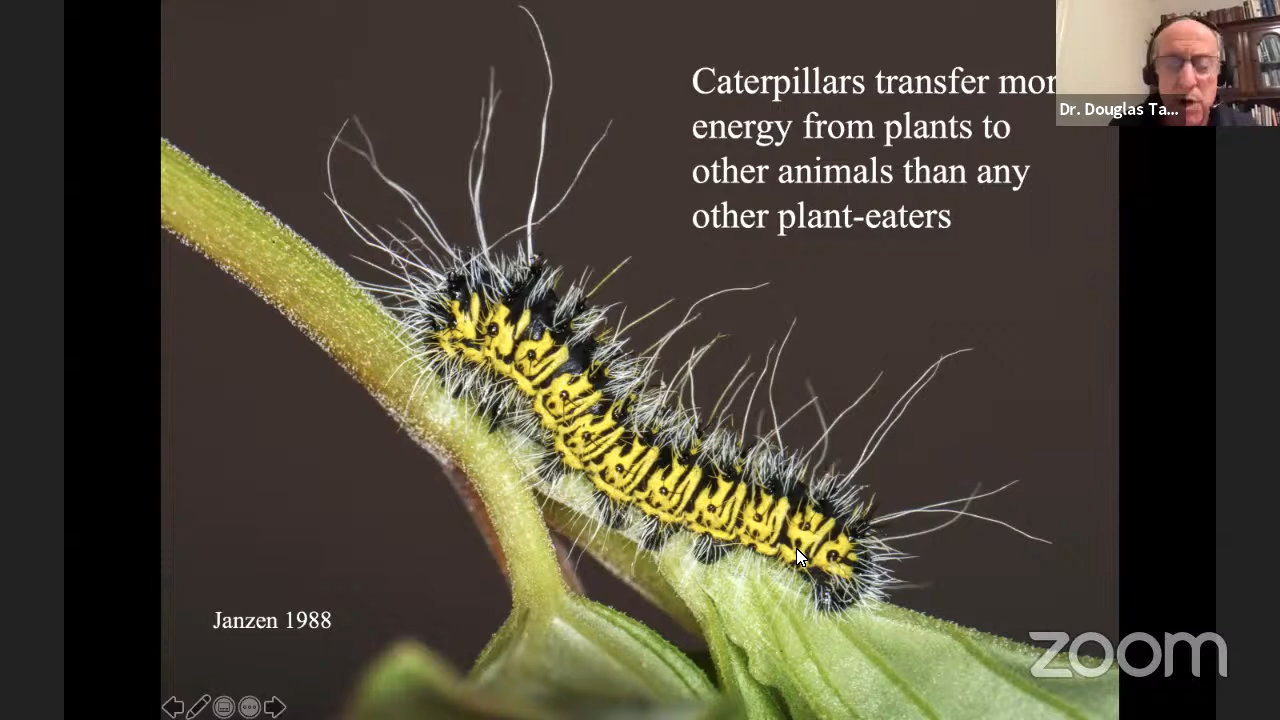 Caterpillars transfer mor
energy from plants to
other animals than any
other plant-eaters
Dr. Douglas Ta...
Janzen 1988
zoom